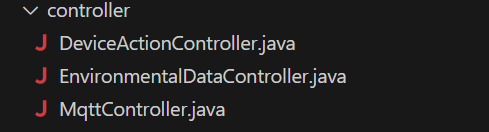 controller
DeviceActionController.java
EnvironmentalDataController.java
MqttController.java